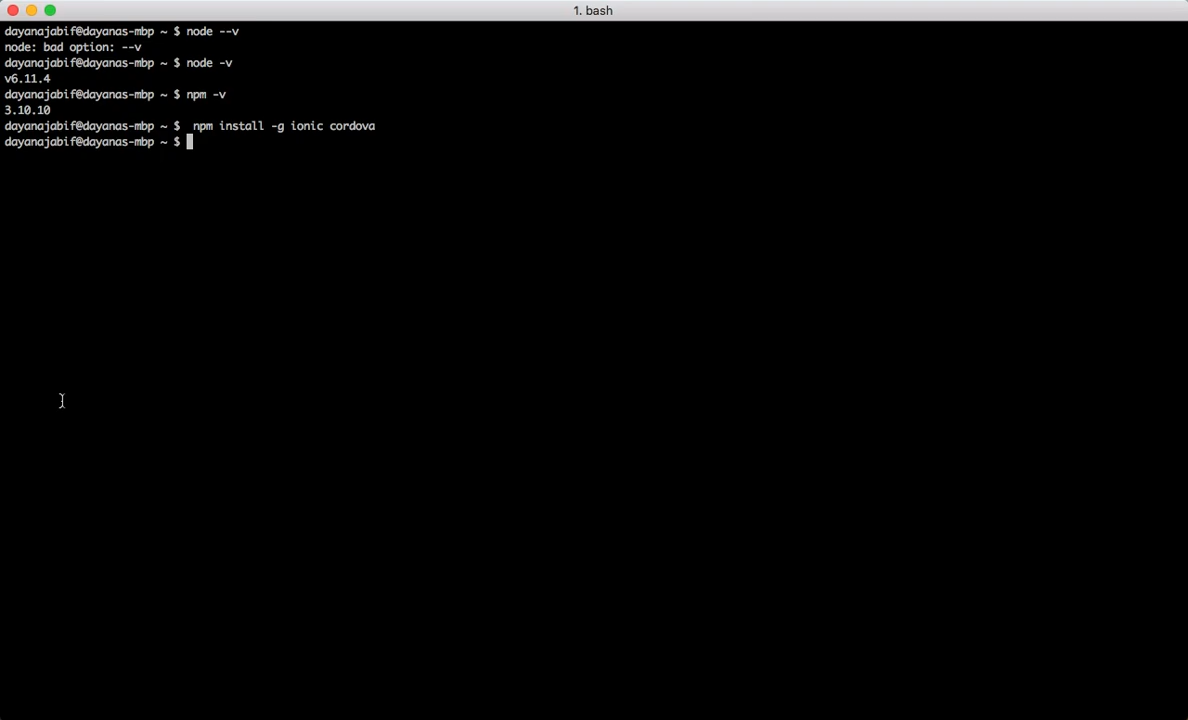 1. bash
dayanajabif@dayanas-mbp ~ $ node --v
node: bad option: --v
dayanajabif@dayanas-mbp ~ $ node -v
v6.11.4
dayanajabif@dayanas-mbp ~ $ npm -v
3.10.10
dayanajabif@dayanas-mbp ~ $  npm install -g ionic cordova
dayanajabif@dayanas-mbp ~ $